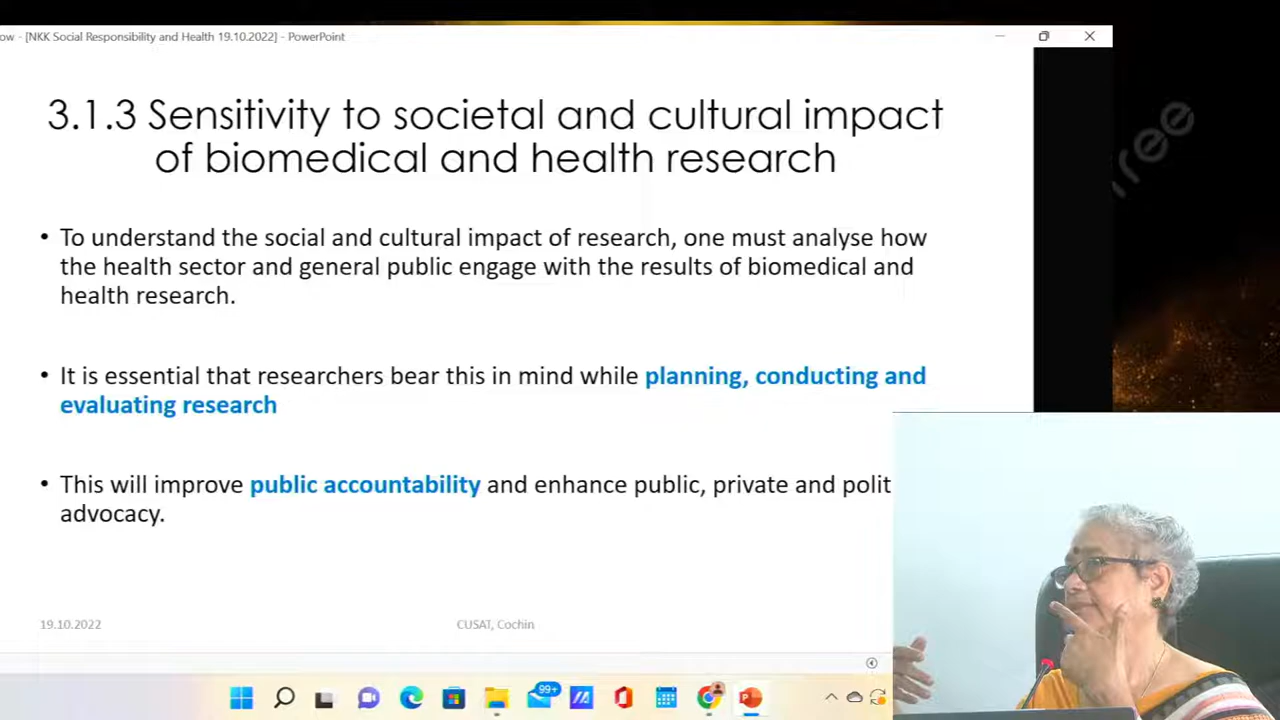 ow - [NKK Social Responsibility and Health 19.10.2022] - PowerPoint
3.1.3 Sensitivity to societal and cultural impact
of biomedical and health research
• To understand the social and cultural impact of research, one must analyse how
the health sector and general public engage with the results of biomedical and
health research.
• It is essential that researchers bear this in mind while planning, conducting and
evaluating research
• This will improve public accountability and enhance public, private and polit
advocacy.
19.10.2022
CUSAT, Cochin
99+